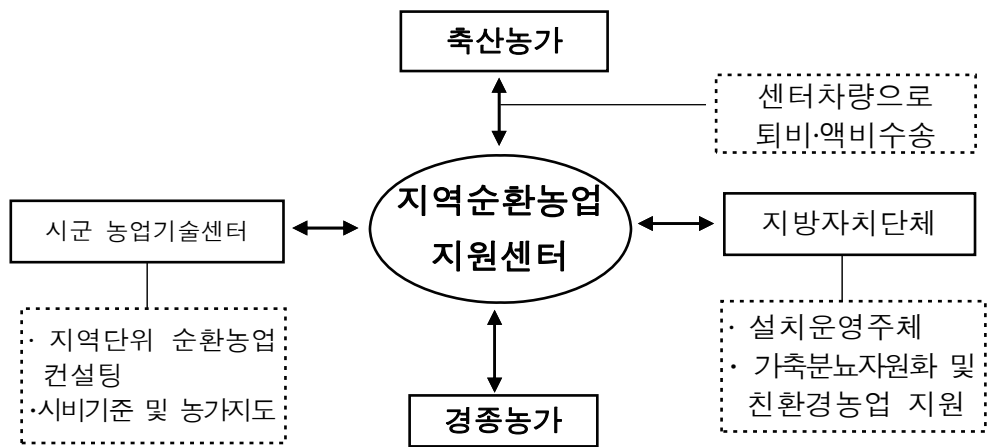 축산농가
센터차량으로
퇴비·액비수송
지역순환농업
지원센터
시군 농업기술센터
지방자치단체
· 지역단위 순환농업
컨설팅
·시비기준 및 농가지도
· 설치운영주체
· 가축분뇨자원화 및
친환경농업 지원
경종농가